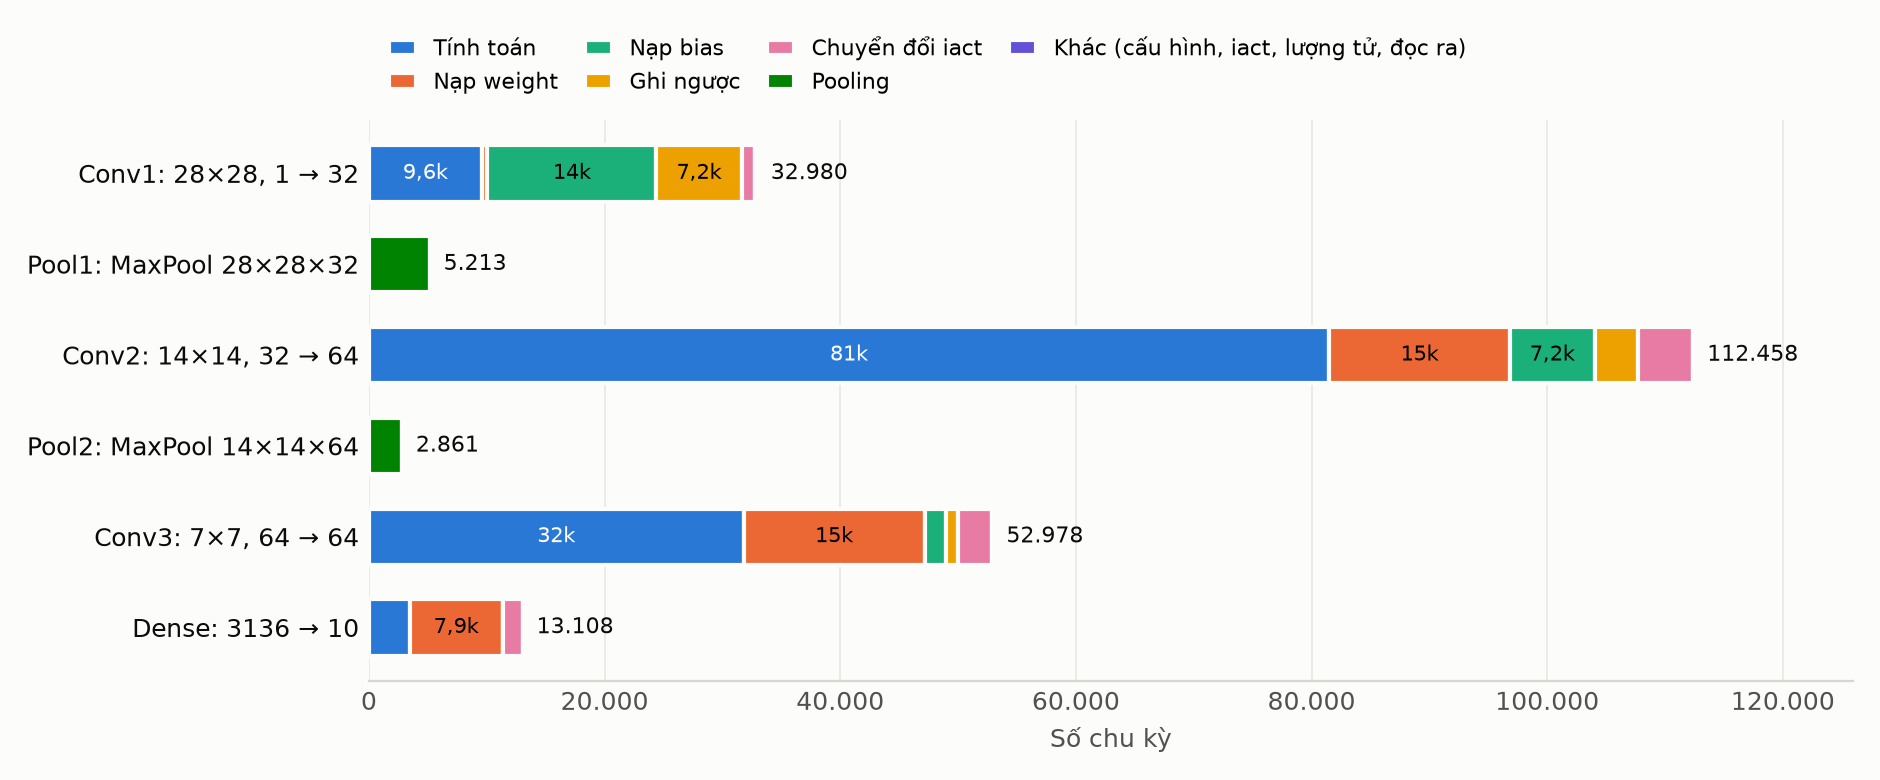 Tính toán Nạp bias Chuyển đổi iact Khác (cấu hình, iact, lượng tử, đọc ra)
Nạp weight Ghi ngược Pooling
Conv1: 28×28, 1 → 32 9,6k 14k 7,2k 32.980
Pool1: MaxPool 28×28×32 5.213
Conv2: 14×14, 32 → 64 81k 15k 7,2k 112.458
Pool2: MaxPool 14×14×64 2.861
Conv3: 7×7, 64 → 64 32k 15k 52.978
Dense: 3136 → 10 7,9k 13.108
0 20.000 40.000 60.000 80.000 100.000 120.000
Số chu kỳ